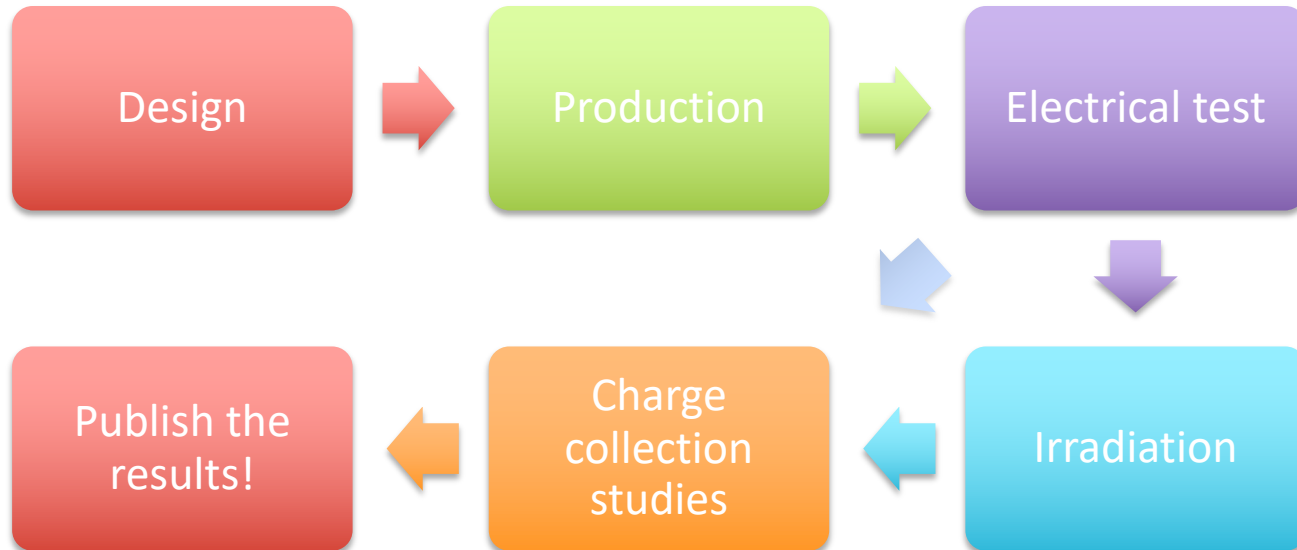 Design
Production
Electrical test
Publish the
results!
Charge
collection
studies
Irradiation